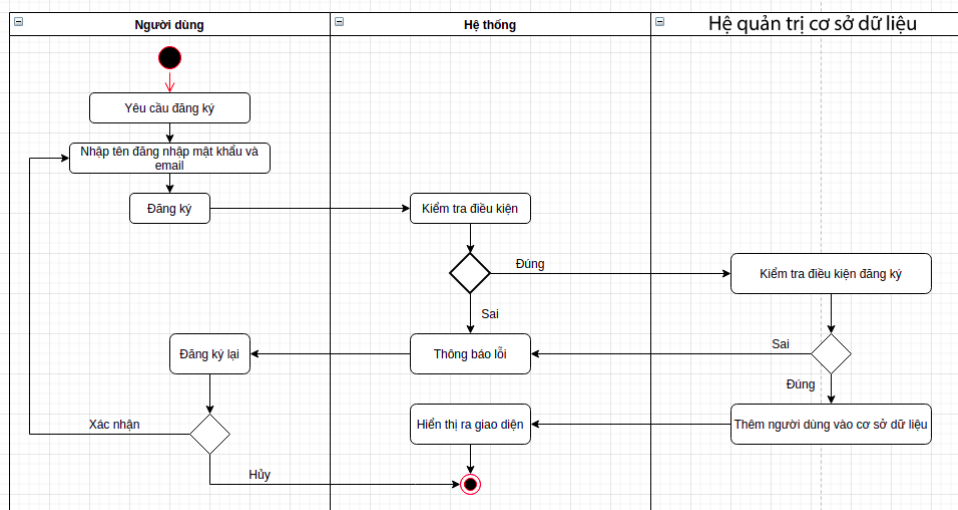 Người dùng
Hệ thống
Hệ quản trị cơ sở dữ liệu
Yêu cầu đăng ký
Nhập tên đăng nhập mật khẩu và
email
Đăng ký
Kiểm tra điều kiện
Đúng
Kiểm tra điều kiện đăng ký
Sai
Đăng ký lại
Thông báo lỗi
Sai
Đúng
Xác nhận
Hiển thị ra giao diện
Thêm người dùng vào cơ sở dữ liệu
Hủy